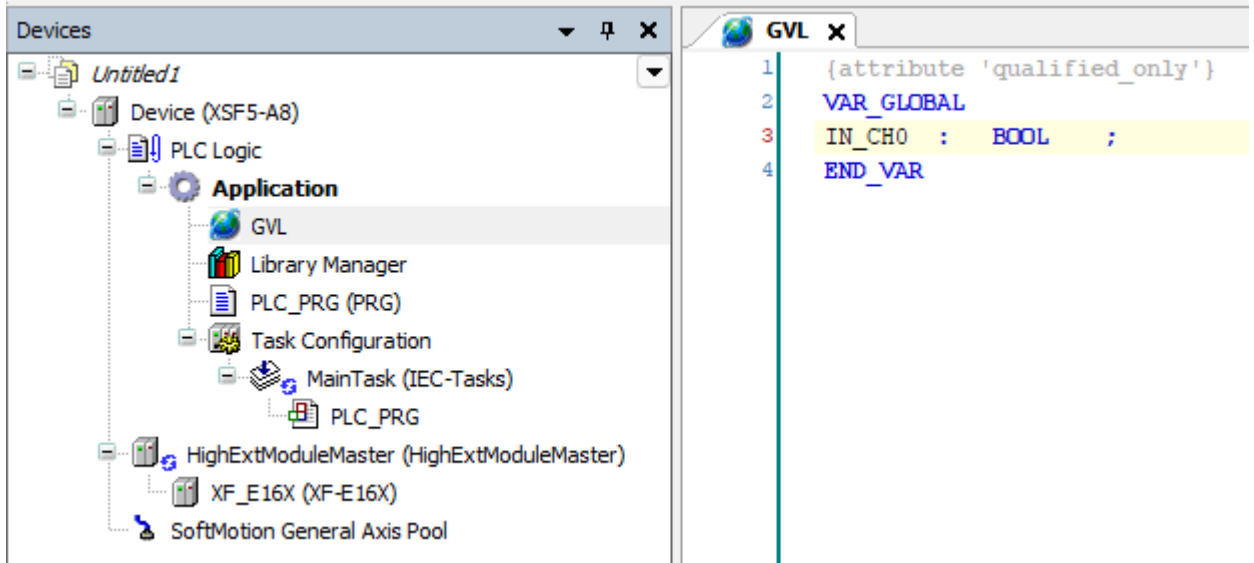 Devices
Untitled1
Device (XSF5-A8)
PLC Logic
Application
GVL
Library Manager
PLC_PRG (PRG)
Task Configuration
MainTask (IEC-Tasks)
PLC_PRG
HighExtModuleMaster (HighExtModuleMaster)
XF_E16X (XF-E16X)
SoftMotion General Axis Pool
GVL
1 {attribute 'qualified_only'}
2 VAR_GLOBAL
3 IN_CH0 : BOOL ;
4 END_VAR